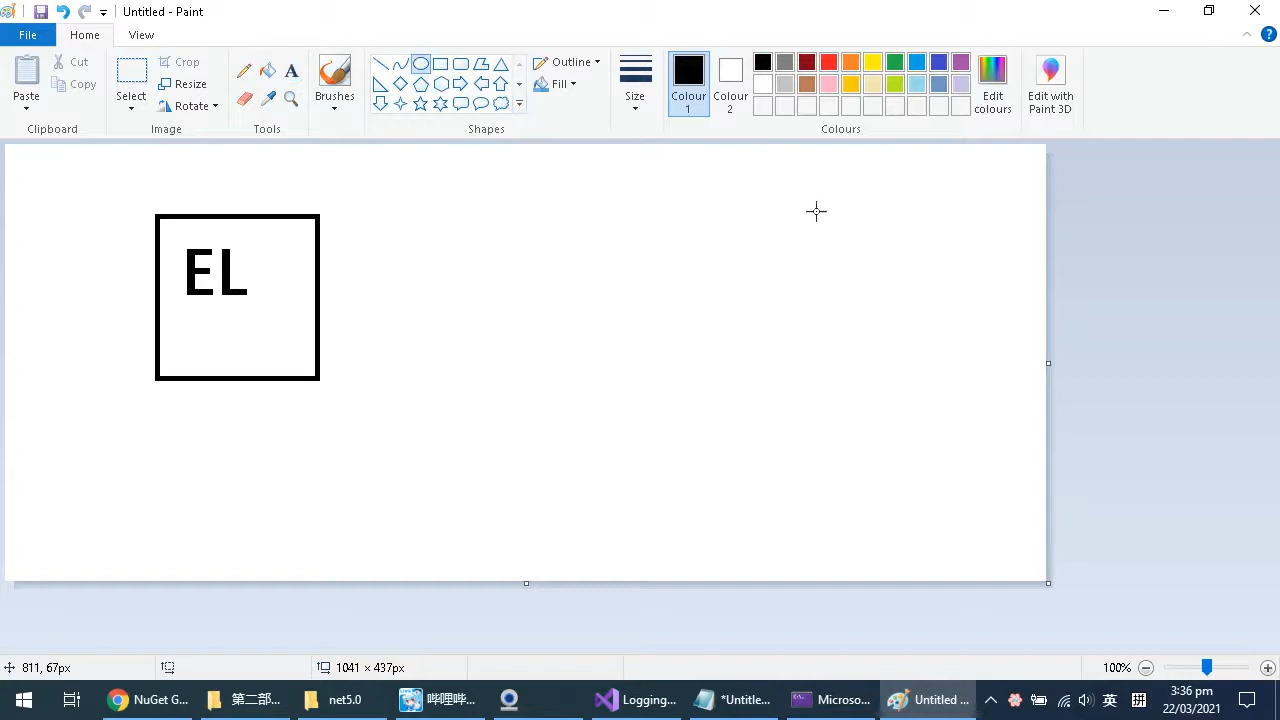 Untitled - Paint
File
Home
View
Paste
Cut
Copy
Clipboard
Select
Crop
Resize
Rotate
Image
Tools
Brushes
Outline
Fill
Shapes
Size
Colour 1
Colour 2
Edit colours
Colours
Edit with Paint 3D
EL
811, 67px
1041 × 437px
100%
NuGet G...
第二部...
net5.0
哔哩哔...
Logging...
*Untitle...
Microso...
Untitled ...
英
拼
3:36 pm
22/03/2021